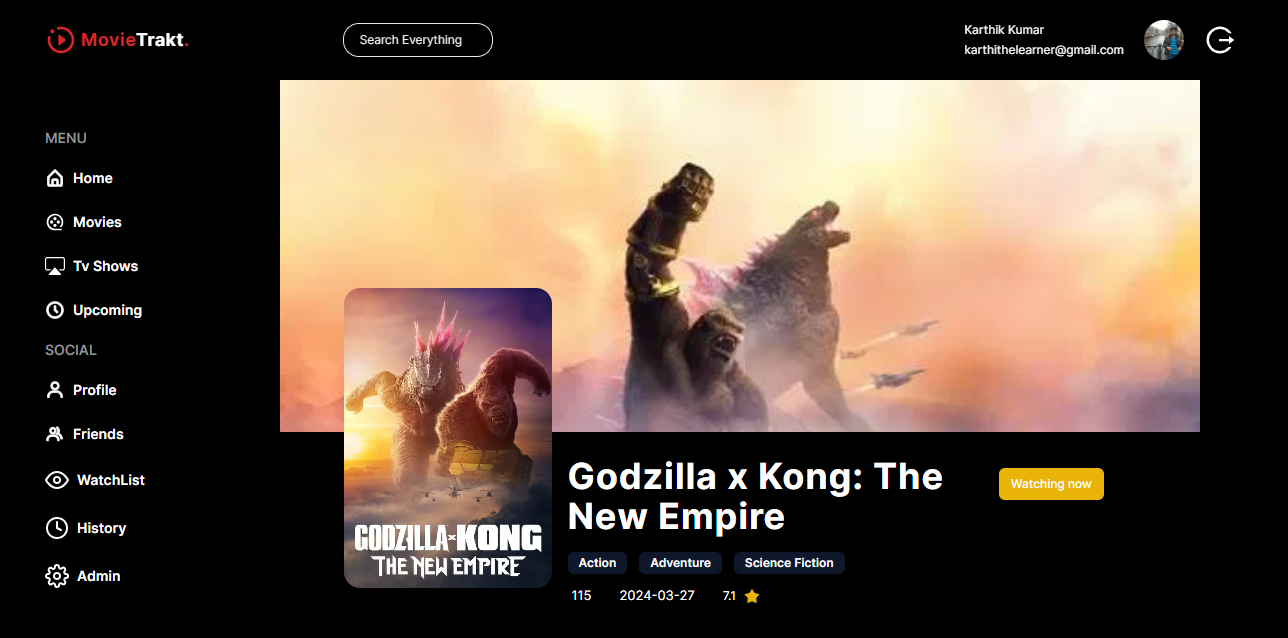 MovieTrakt.
Search Everything
Karthik Kumar
karthithelearner@gmail.com
MENU
Home
Movies
Tv Shows
Upcoming
SOCIAL
Profile
Friends
WatchList
History
Admin
GODZILLA x KONG
THE NEW EMPIRE
Godzilla x Kong: The
New Empire
Watching now
Action Adventure Science Fiction
115 2024-03-27 7.1